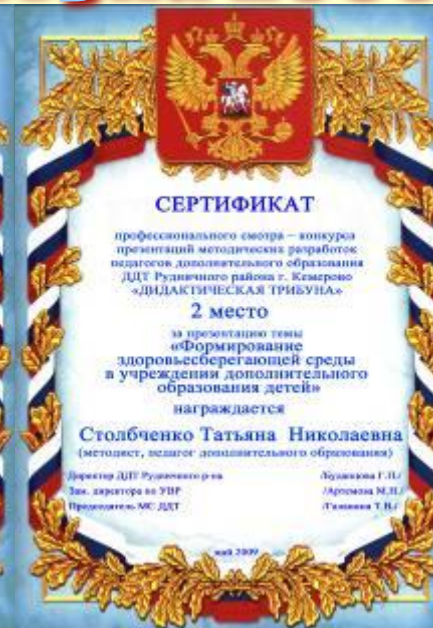 СЕРТИФИКАТ
профессионального смотра – конкурса
презентаций методических разработок
педагогов дополнительного образования
ДДТ Рудничного района г. Кемерово
«ДИДАКТИЧЕСКАЯ ТРИБУНА»
2 место
за презентацию темы
«Формирование
здоровьесберегающей среды
в учреждении дополнительного
образования детей»
награждается
Столбченко Татьяна Николаевна
(методист, педагог дополнительного образования)
Директор ДДТ Рудничного р-на
Зам. директора по УВР /Артемова М.Н./
Председатель МС ДДТ
май 2009